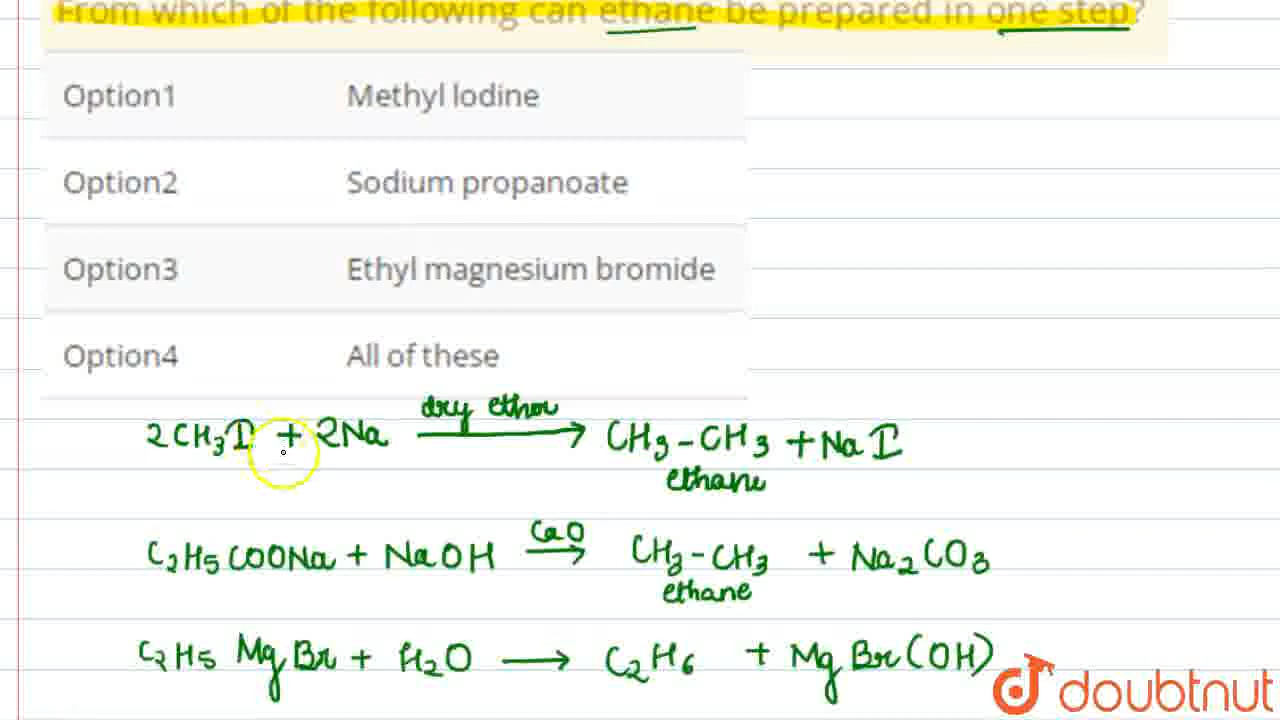 From which of the following can ethane be prepared in one step?
Option1 Methyl Iodine
Option2 Sodium propanoate
Option3 Ethyl magnesium bromide
Option4 All of these
2CH3I + 2Na dry ether → CH3-CH3 + NaI
ethane
C2H5COONa + NaOH CaO → CH3-CH3 + Na2CO3
ethane
C2H5 MgBr + H2O → C2H6 + MgBr(OH)
doubtnut